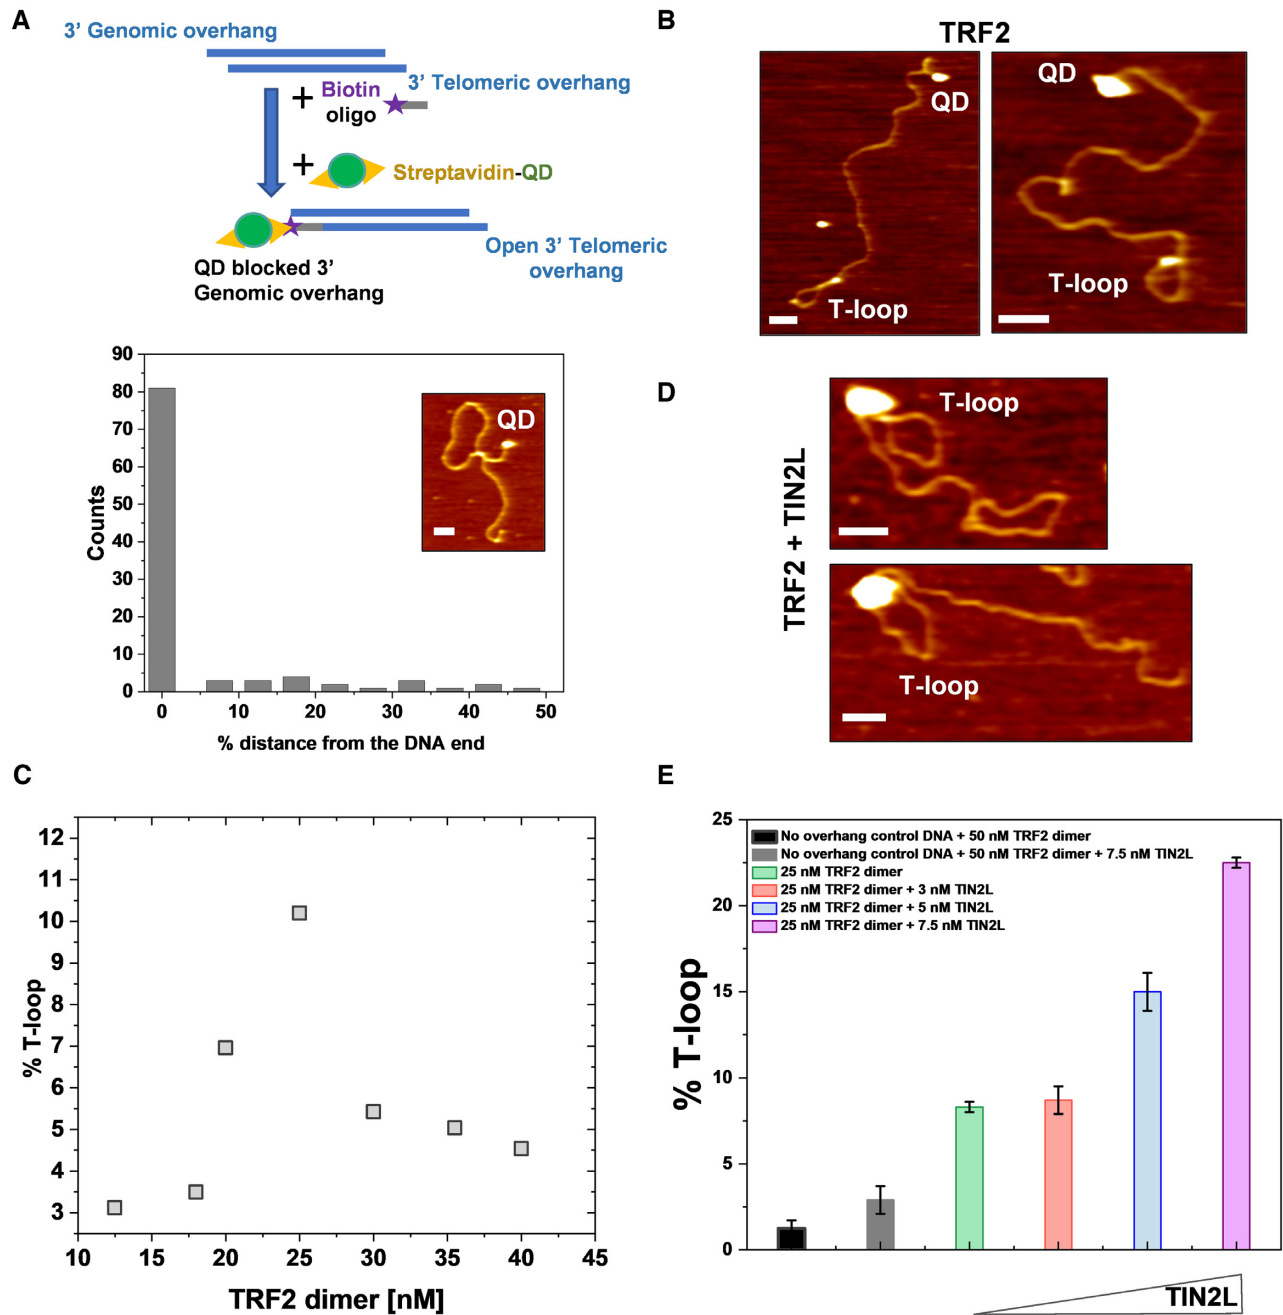 A
3’ Genomic overhang
3’ Telomeric overhang
+ Biotin
oligo
+ Streptavidin-QD
Open 3’ Telomeric
overhang
QD blocked 3’
Genomic overhang
90
80
70
60
50
40
30
20
10
0
Counts
QD
0 10 20 30 40 50
% distance from the DNA end
B
TRF2
QD
T-loop
QD
T-loop
C
12
11
10
9
8
7
6
5
4
3
% T-loop
10 15 20 25 30 35 40 45
TRF2 dimer [nM]
D
TRF2 + TIN2L
T-loop
T-loop
E
25
20
15
10
5
0
% T-loop
No overhang control DNA + 50 nM TRF2 dimer
No overhang control DNA + 50 nM TRF2 dimer + 7.5 nM TIN2L
25 nM TRF2 dimer
25 nM TRF2 dimer + 3 nM TIN2L
25 nM TRF2 dimer + 5 nM TIN2L
25 nM TRF2 dimer + 7.5 nM TIN2L
TIN2L